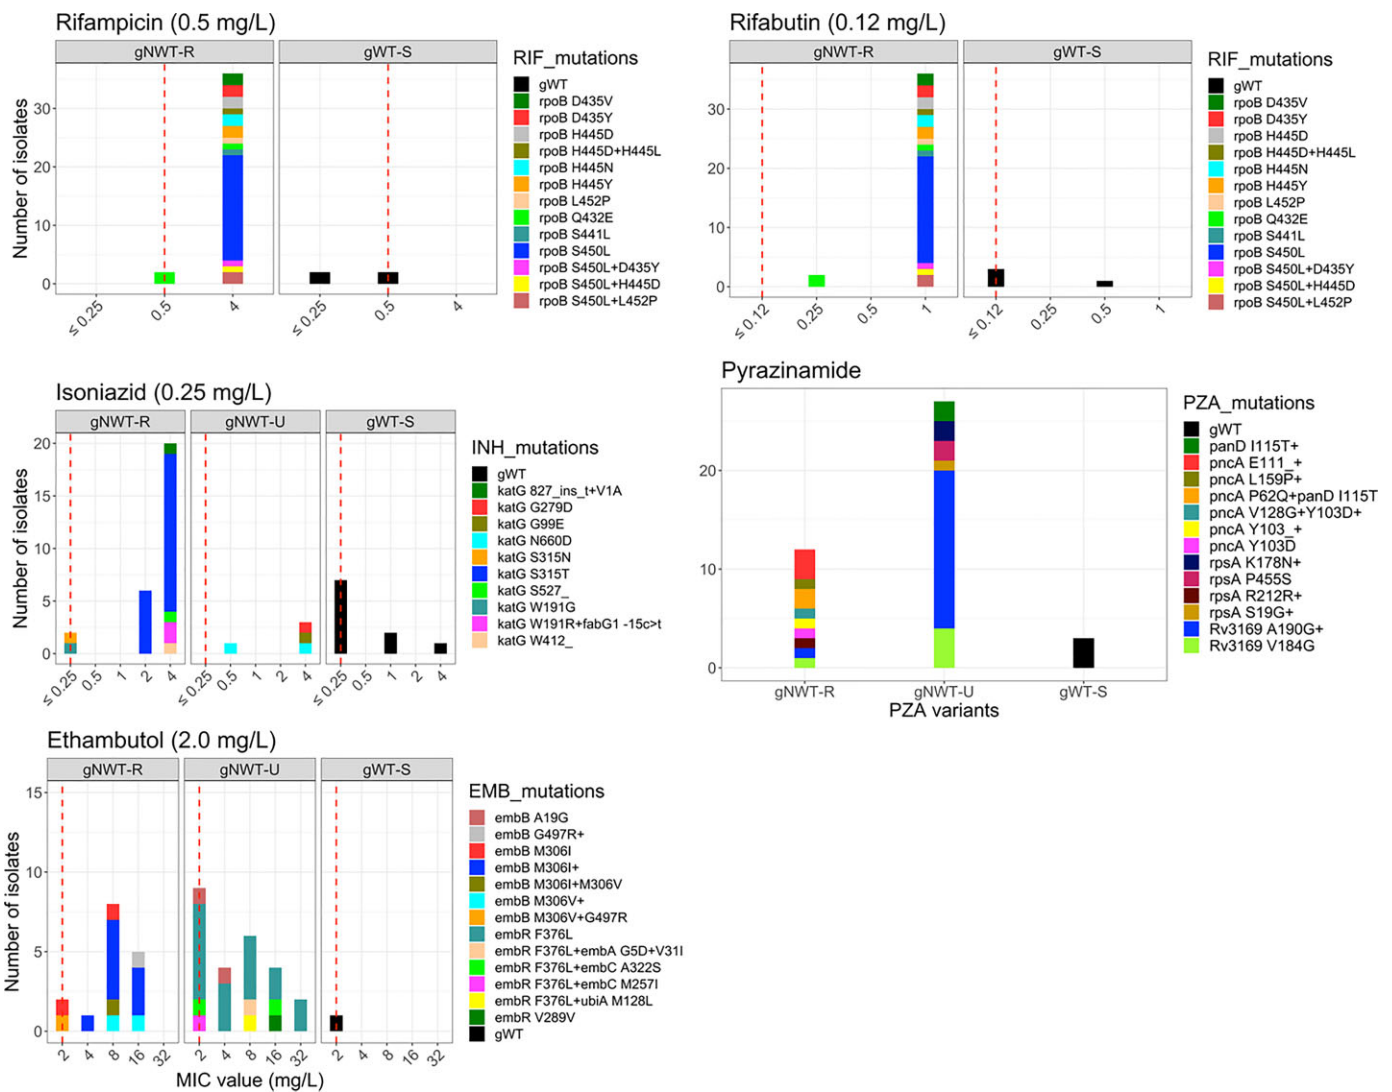 Rifampicin (0.5 mg/L)
gNWT-R
gWT-S
Number of isolates
30
20
10
0
≤ 0.25
0.5
4
≤ 0.25
0.5
4
RIF_mutations
gWT
rpoB D435V
rpoB D435Y
rpoB H445D
rpoB H445D+H445L
rpoB H445N
rpoB H445Y
rpoB L452P
rpoB Q432E
rpoB S441L
rpoB S450L
rpoB S450L+D435Y
rpoB S450L+H445D
rpoB S450L+L452P
Rifabutin (0.12 mg/L)
gNWT-R
gWT-S
Number of isolates
30
20
10
0
≤ 0.12
0.25
0.5
1
≤ 0.12
0.25
0.5
1
RIF_mutations
gWT
rpoB D435V
rpoB D435Y
rpoB H445D
rpoB H445D+H445L
rpoB H445N
rpoB H445Y
rpoB L452P
rpoB Q432E
rpoB S441L
rpoB S450L
rpoB S450L+D435Y
rpoB S450L+H445D
rpoB S450L+L452P
Isoniazid (0.25 mg/L)
gNWT-R
gNWT-U
gWT-S
Number of isolates
20
15
10
5
0
≤ 0.25
0.5
1
2
4
≤ 0.25
0.5
1
2
4
≤ 0.25
0.5
1
2
4
INH_mutations
gWT
katG 827_ins_t+V1A
katG G279D
katG G99E
katG N660D
katG S315N
katG S315T
katG S527_
katG W191G
katG W191R+fabG1 -15c>t
katG W412_
Pyrazinamide
20
10
0
gNWT-R
gNWT-U
gWT-S
PZA variants
PZA_mutations
gWT
panD I115T+
pncA E111_+
pncA L159P+
pncA P62Q+panD I115T
pncA V128G+Y103D+
pncA Y103_+
pncA Y103D
rpsA K178N+
rpsA P455S
rpsA R212R+
rpsA S19G+
Rv3169 A190G+
Rv3169 V184G
Ethambutol (2.0 mg/L)
gNWT-R
gNWT-U
gWT-S
Number of isolates
15
10
5
0
2
4
8
16
32
2
4
8
16
32
2
4
8
16
32
MIC value (mg/L)
EMB_mutations
embB A19G
embB G497R+
embB M306I
embB M306I+
embB M306I+M306V
embB M306V+
embB M306V+G497R
embR F376L
embR F376L+embA G5D+V31I
embR F376L+embC A322S
embR F376L+embC M257I
embR F376L+ubiA M128L
embR V289V
gWT